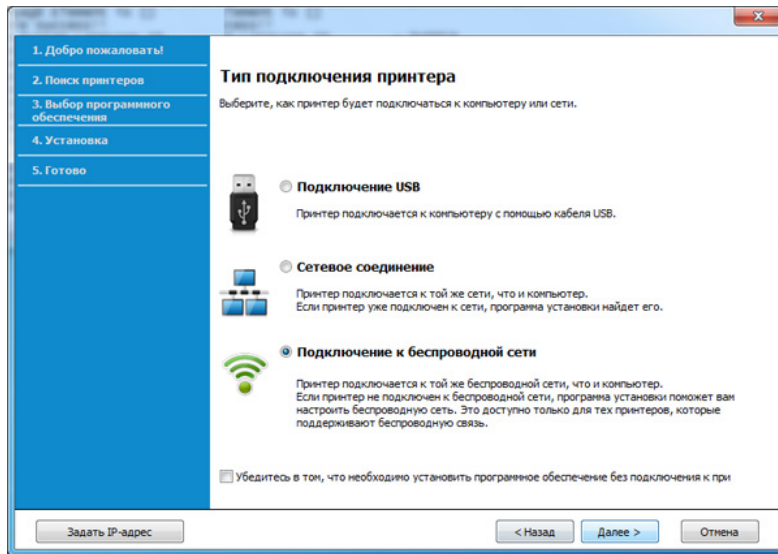 1. Добро пожаловать!
2. Поиск принтеров
3. Выбор программного
обеспечения
4. Установка
5. Готово
Тип подключения принтера
Выберите, как принтер будет подключаться к компьютеру или сети.
Подключение USB
Принтер подключается к компьютеру с помощью кабеля USB.
Сетевое соединение
Принтер подключается к той же сети, что и компьютер.
Если принтер уже подключен к сети, программа установки найдет его.
Подключение к беспроводной сети
Принтер подключается к той же беспроводной сети, что и компьютер.
Если принтер не подключен к беспроводной сети, програма установки поможет вам
настроить беспроводную сеть. Это доступно только для тех принтеров, которые
поддерживают беспроводную связь.
Убедитесь в том, что необходимо установить программное обеспечение без подключения к при
Задать IP-адрес
< Назад
Далее >
Отмена